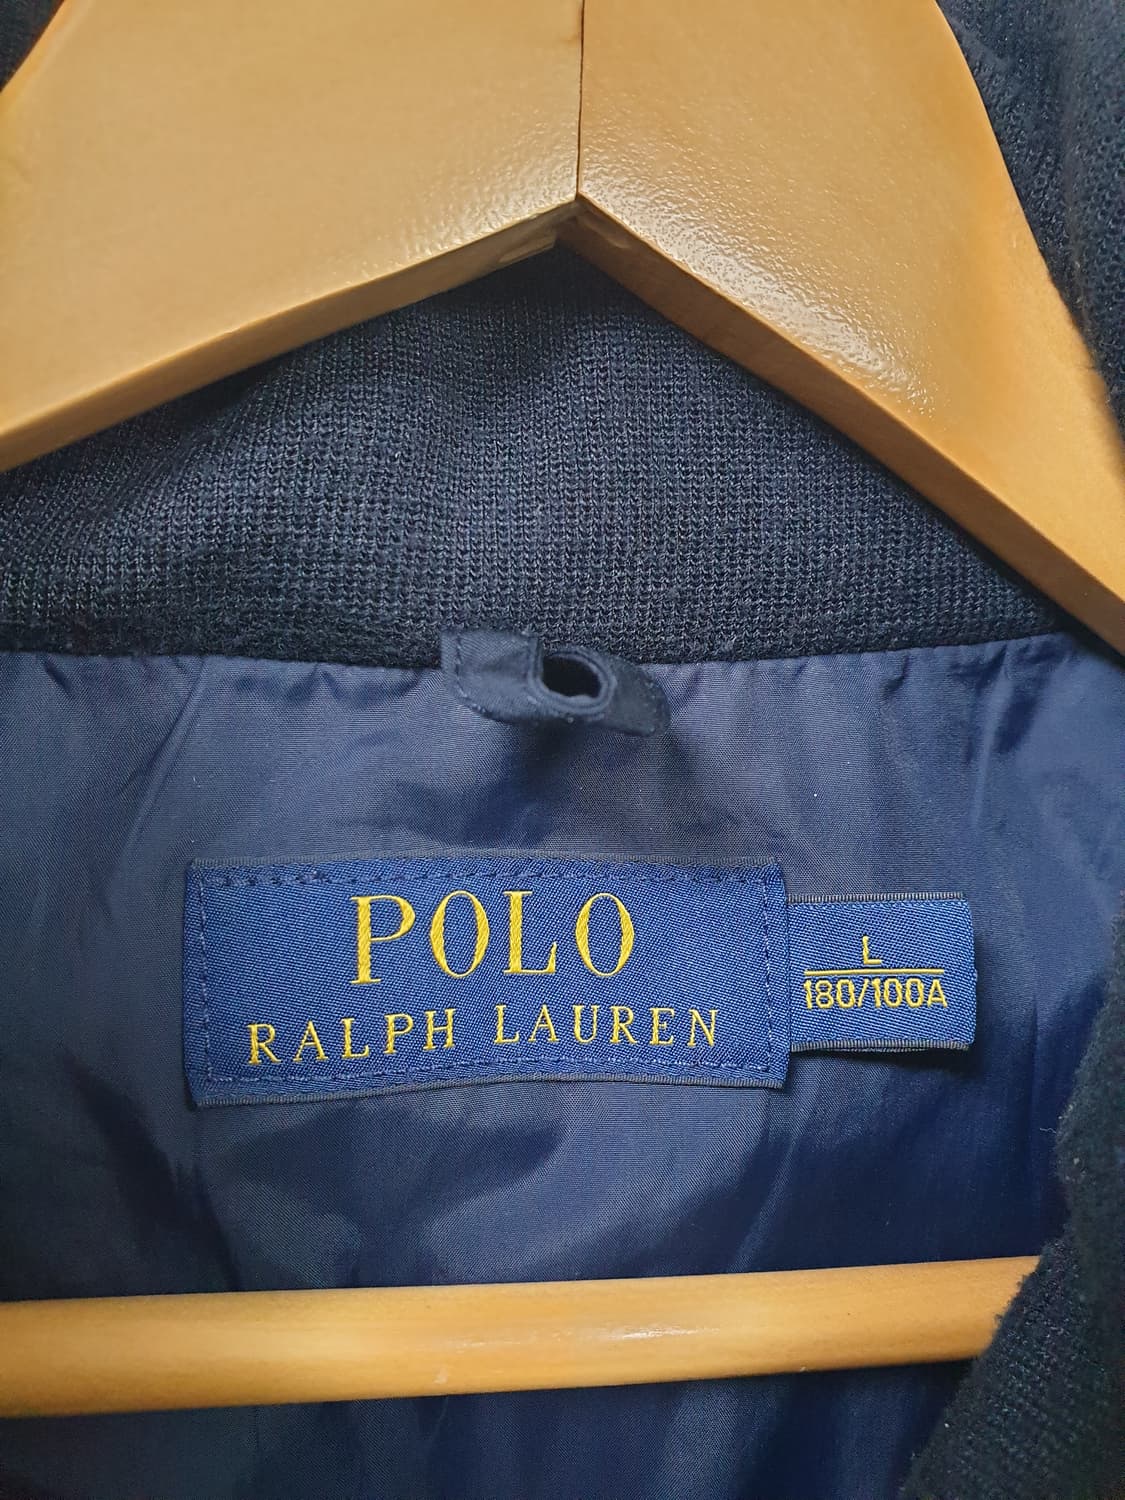 POLO
RALPH LAUREN
L
180/100A